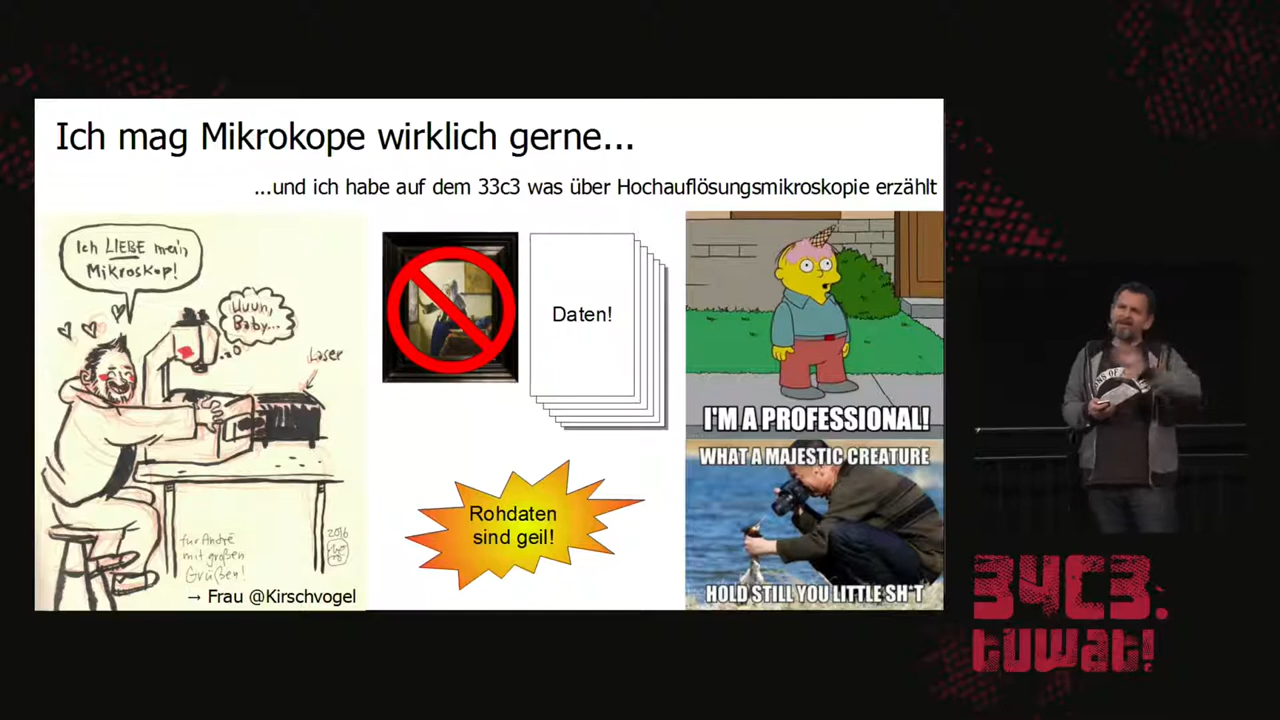 Ich mag Mikrokope wirklich gerne...
...und ich habe auf dem 33c3 was über Hochauflösungsmikroskopie erzählt
Ich LIEBE mein
Mikroskop!
Uuuh,
Baby...
Laser
für André
mit großen
Grüßen!
2016
→ Frau @Kirschvogel
Daten!
Rohdaten
sind geil!
I'M A PROFESSIONAL!
WHAT A MAJESTIC CREATURE
HOLD STILL YOU LITTLE SH*T
34C3.
tuwat!